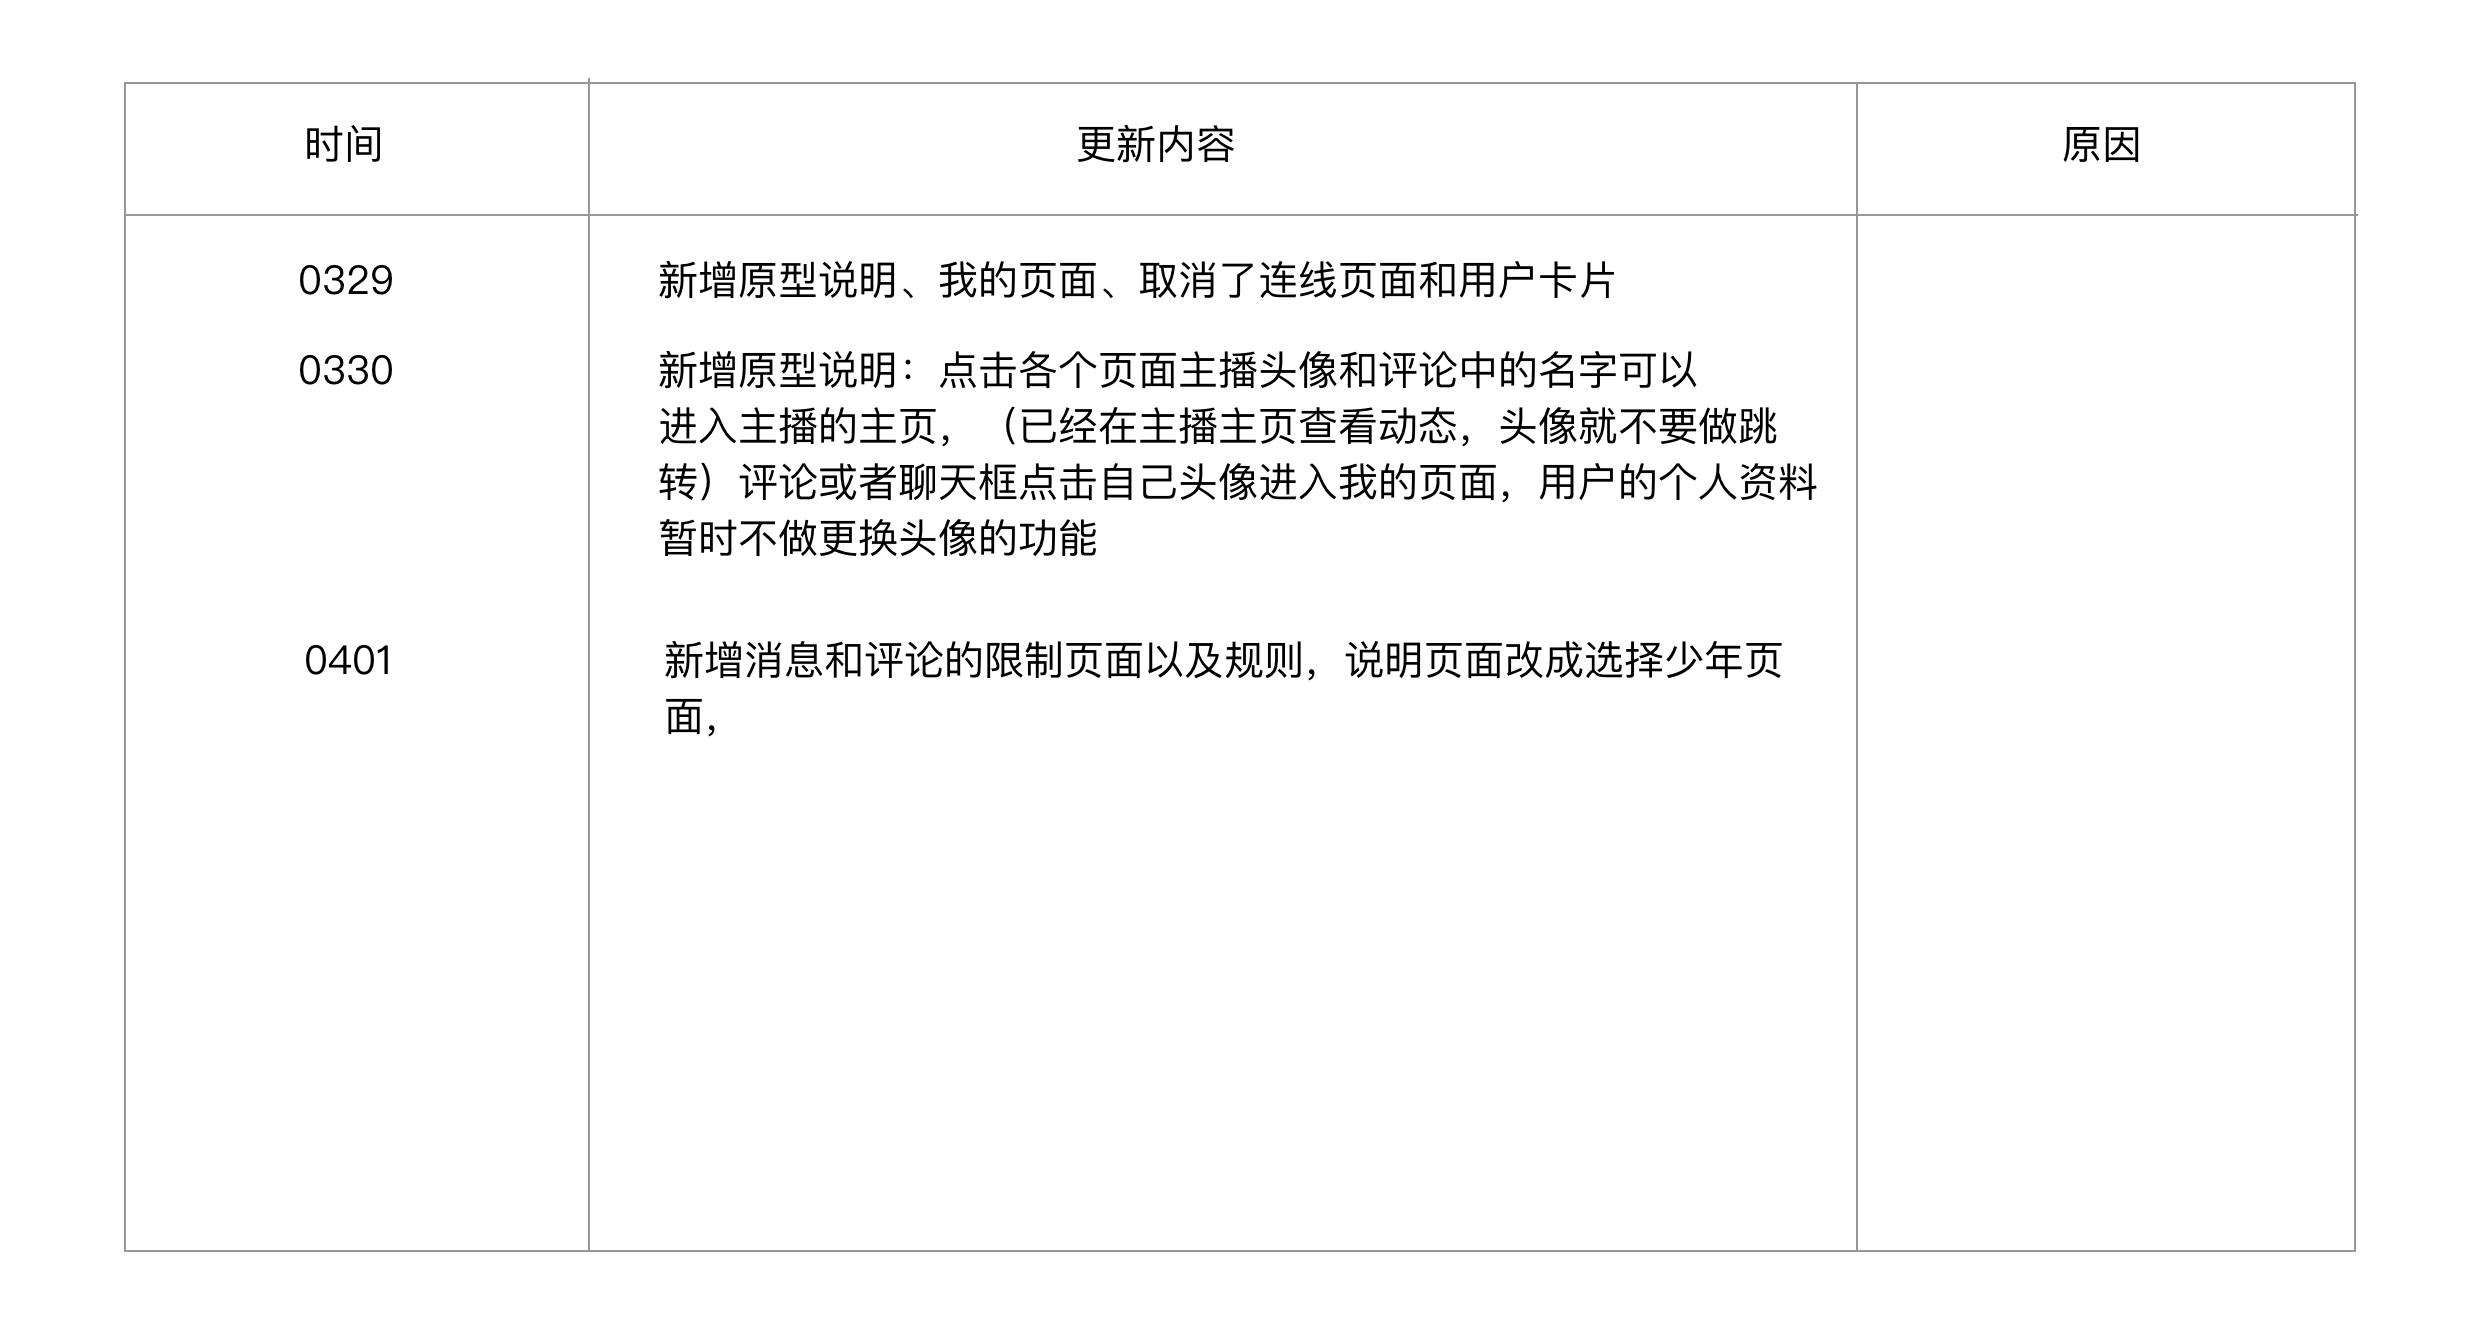 时间 更新内容 原因
0329 新增原型说明、我的页面、取消了连线页面和用户卡片
0330 新增原型说明：点击各个页面主播头像和评论中的名字可以
进入主播的主页，（已经在主播主页查看动态，头像就不要做跳
转）评论或者聊天框点击自己头像进入我的页面，用户的个人资料
暂时不做更换头像的功能
0401 新增消息和评论的限制页面以及规则，说明页面改成选择少年页
面，